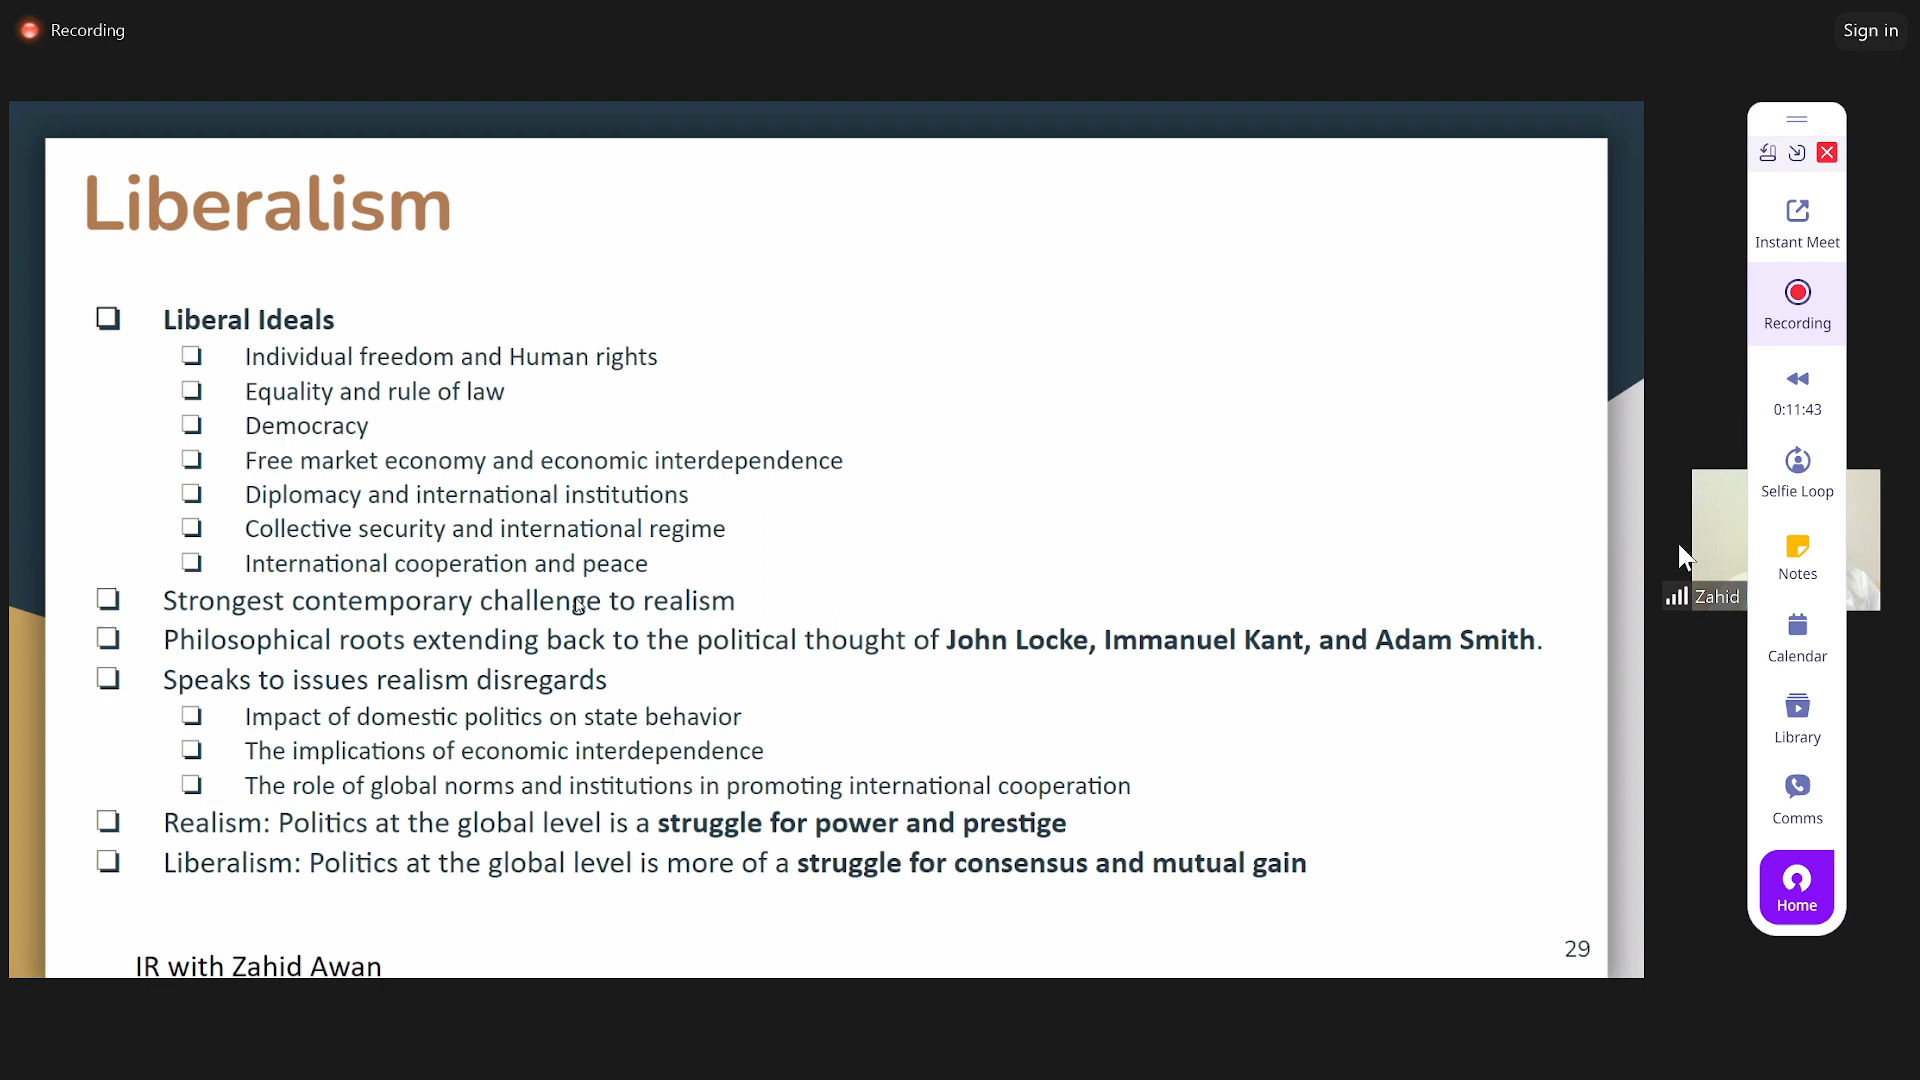 Recording
Sign in
Liberalism
Liberal Ideals
Individual freedom and Human rights
Equality and rule of law
Democracy
Free market economy and economic interdependence
Diplomacy and international institutions
Collective security and international regime
International cooperation and peace
Strongest contemporary challenge to realism
Philosophical roots extending back to the political thought of John Locke, Immanuel Kant, and Adam Smith.
Speaks to issues realism disregards
Impact of domestic politics on state behavior
The implications of economic interdependence
The role of global norms and institutions in promoting international cooperation
Realism: Politics at the global level is a struggle for power and prestige
Liberalism: Politics at the global level is more of a struggle for consensus and mutual gain
29
IR with Zahid Awan
Zahid
Instant Meet
Recording
0:11:43
Selfie Loop
Notes
Calendar
Library
Comms
Home